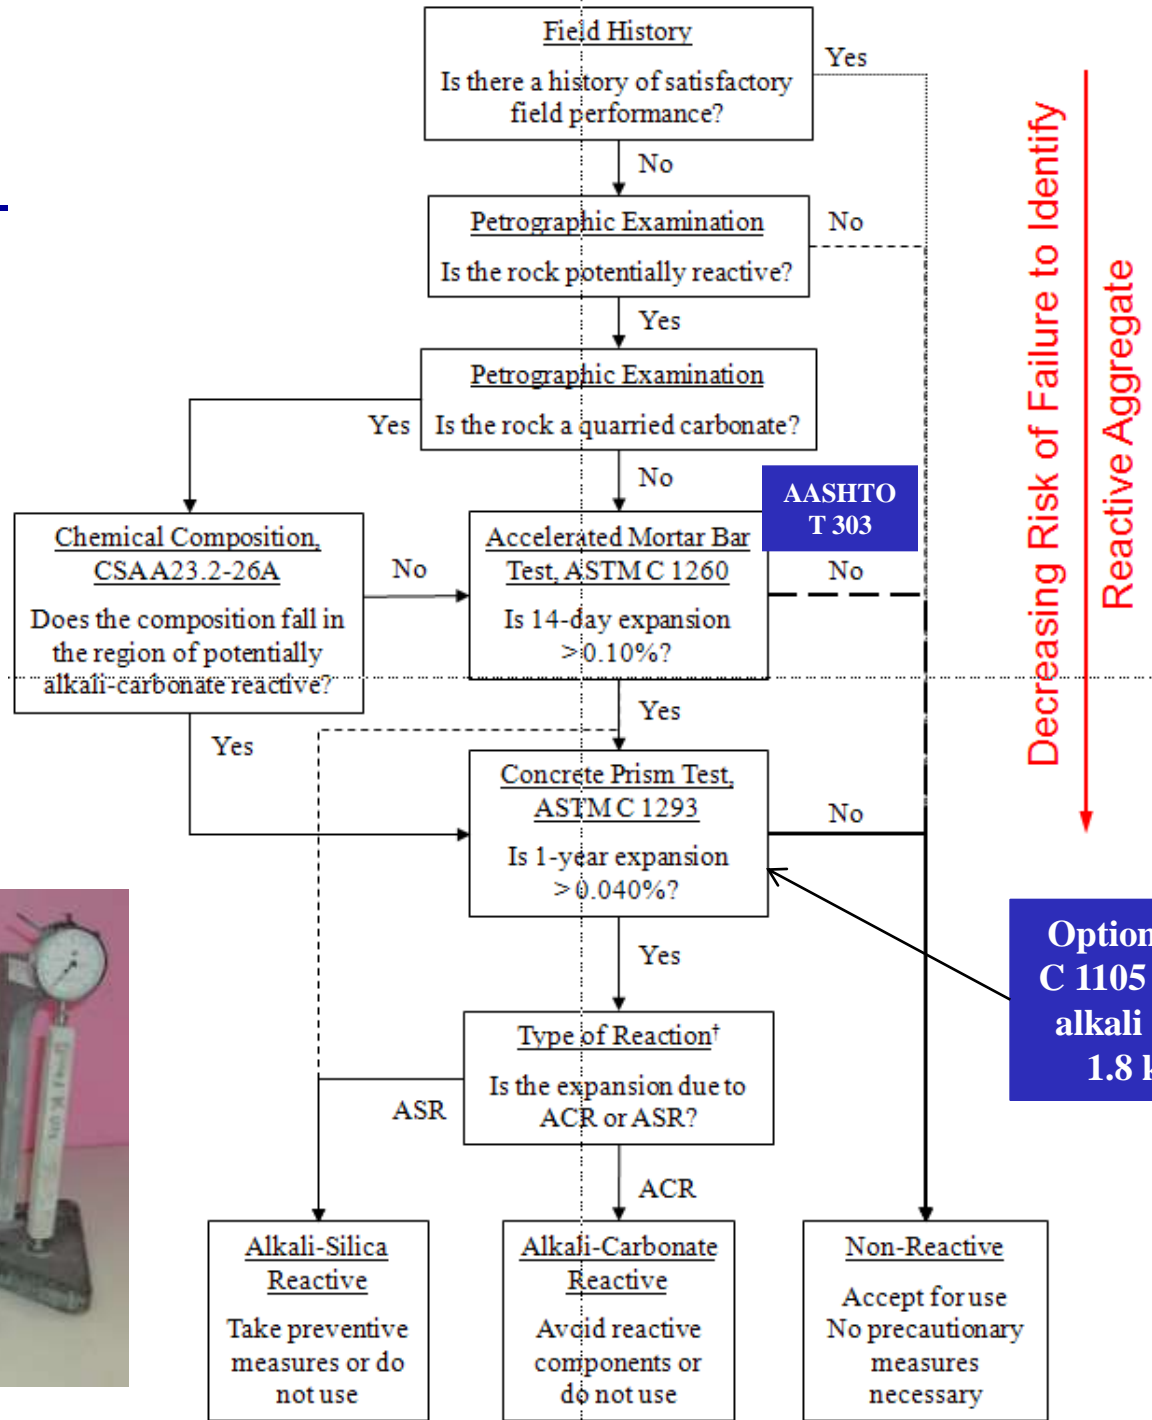 Field History
Is there a history of satisfactory
field performance?
Yes
No
Petrographic Examination
Is the rock potentially reactive?
No
Yes
Petrographic Examination
Is the rock a quarried carbonate?
Yes
No
AASHTO
T 303
Chemical Composition,
CSA A23.2-26A
Does the composition fall in
the region of potentially
alkali-carbonate reactive?
No
Accelerated Mortar Bar
Test, ASTM C 1260
Is 14-day expansion
>0.10%?
No
Yes
Yes
Concrete Prism Test,
ASTM C 1293
Is 1-year expansion
>0.040%?
No
Yes
Option
C 1105
alkali
1.8 k
Type of Reaction†
Is the expansion due to
ACR or ASR?
ASR
ACR
Alkali-Silica
Reactive
Take preventive
measures or do
not use
Alkali-Carbonate
Reactive
Avoid reactive
components or
do not use
Non-Reactive
Accept for use
No precautionary
measures
necessary
Decreasing Risk of Failure to Identify
Reactive Aggregate